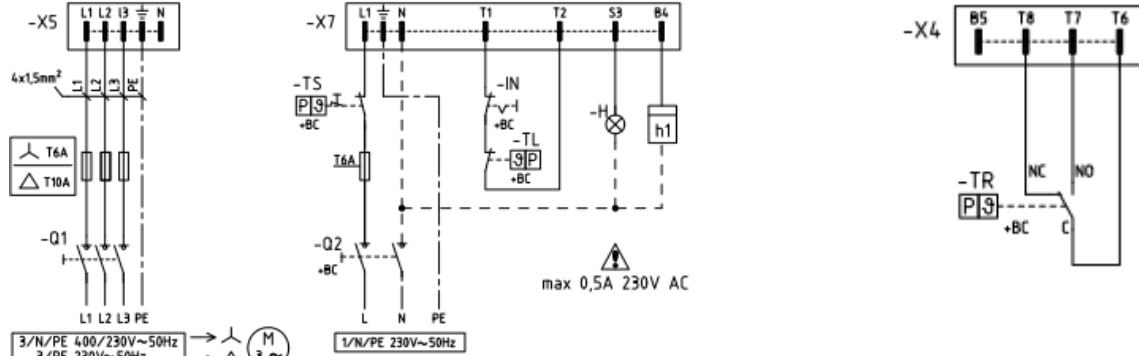 -X5
L1 L2 l3 N
4x1,5mm²
L1 L2 L3 PE
T6A
T10A
-Q1
L1 L2 L3 PE
3/N/PE 400/230V~50Hz
3/PE 230V~50Hz
M
3 ~
-X7
L1 N T1 T2 S3 B4
-TS
P ϑ
+BC
-IN
+BC
-TL
ϑ P
+BC
-H
h1
T6A
-Q2
+BC
max 0,5A 230V AC
L N PE
1/N/PE 230V~50Hz
-X4
B5 T8 T7 T6
NC NO
-TR
P ϑ
+BC
C